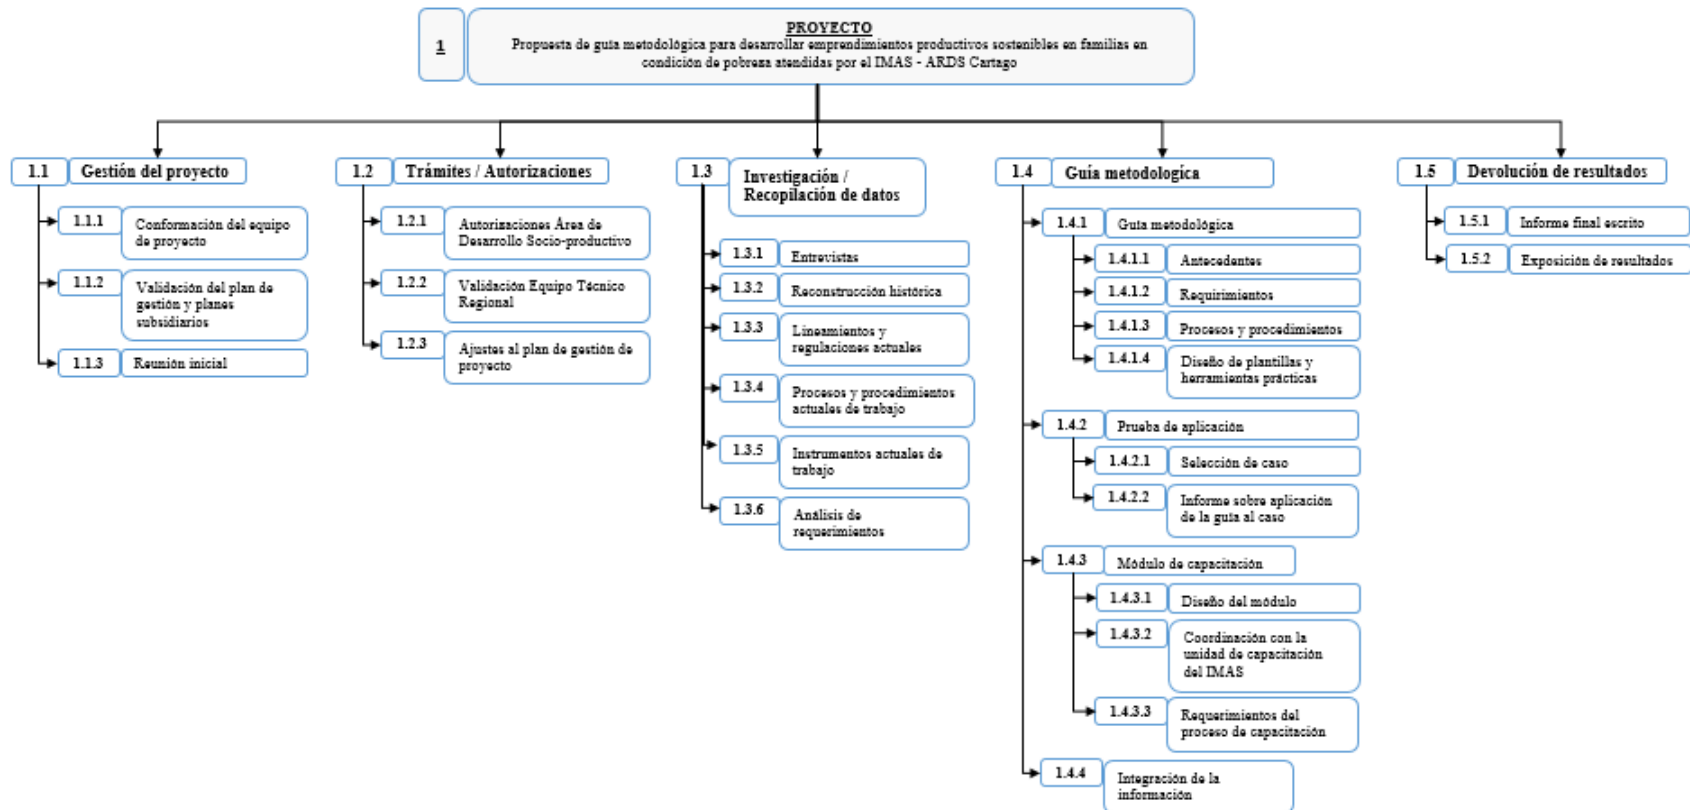 1
PROYECTO
Propuesta de guía metodológica para desarrollar emprendimientos productivos sostenibles en familias en
condición de pobreza atendidas por el IMAS - ARDS Cartago
1.1 Gestión del proyecto
1.1.1 Conformación del equipo
de proyecto
1.1.2 Validación del plan de
gestión y planes
subsidiarios
1.1.3 Reunión inicial
1.2 Trámites / Autorizaciones
1.2.1 Autorizaciones Área de
Desarrollo Socio-productivo
1.2.2 Validación Equipo Técnico
Regional
1.2.3 Ajustes al plan de gestión de
proyecto
1.3 Investigación /
Recopilación de datos
1.3.1 Entrevistas
1.3.2 Reconstrucción histórica
1.3.3 Lineamientos y
regulaciones actuales
1.3.4 Procesos y procedimientos
actuales de trabajo
1.3.5 Instrumentos actuales de
trabajo
1.3.6 Análisis de
requerimientos
1.4 Guía metodologica
1.4.1 Guía metodológica
1.4.1.1 Antecedentes
1.4.1.2 Requirimientos
1.4.1.3 Procesos y procedimientos
1.4.1.4 Diseño de plantillas y
herramientas prácticas
1.4.2 Prueba de aplicación
1.4.2.1 Selección de caso
1.4.2.2 Informe sobre aplicación
de la guía al caso
1.4.3 Módulo de capacitación
1.4.3.1 Diseño del módulo
1.4.3.2 Coordinación con la
unidad de capacitación
del IMAS
1.4.3.3 Requerimientos del
proceso de capacitación
1.4.4 Integración de la
información
1.5 Devolución de resultados
1.5.1 Informe final escrito
1.5.2 Exposición de resultados